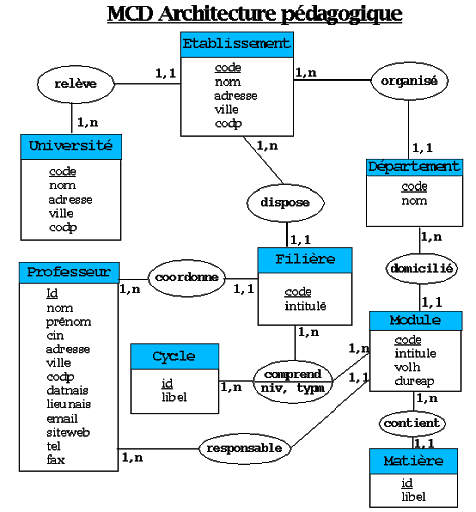 MCD Architecture pédagogique
Etablissement
code
nom
adresse
ville
codp
relève
1,1
1,n
organisé
1,n
1,n
1,1
Université
code
nom
adresse
ville
codp
Département
code
nom
dispose
1,1
1,n
domicilié
1,1
Filière
code
intitulé
coordonne
1,n
1,1
Professeur
Id
nom
prénom
cin
adresse
ville
codp
datnais
lieunais
email
siteweb
tel
fax
1,n
Module
code
intitule
volh
dureap
Cycle
id
libel
1,n
comprend
niv, typm
1,n
1,1
1,n
contient
1,1
responsable
1,n
Matière
id
libel